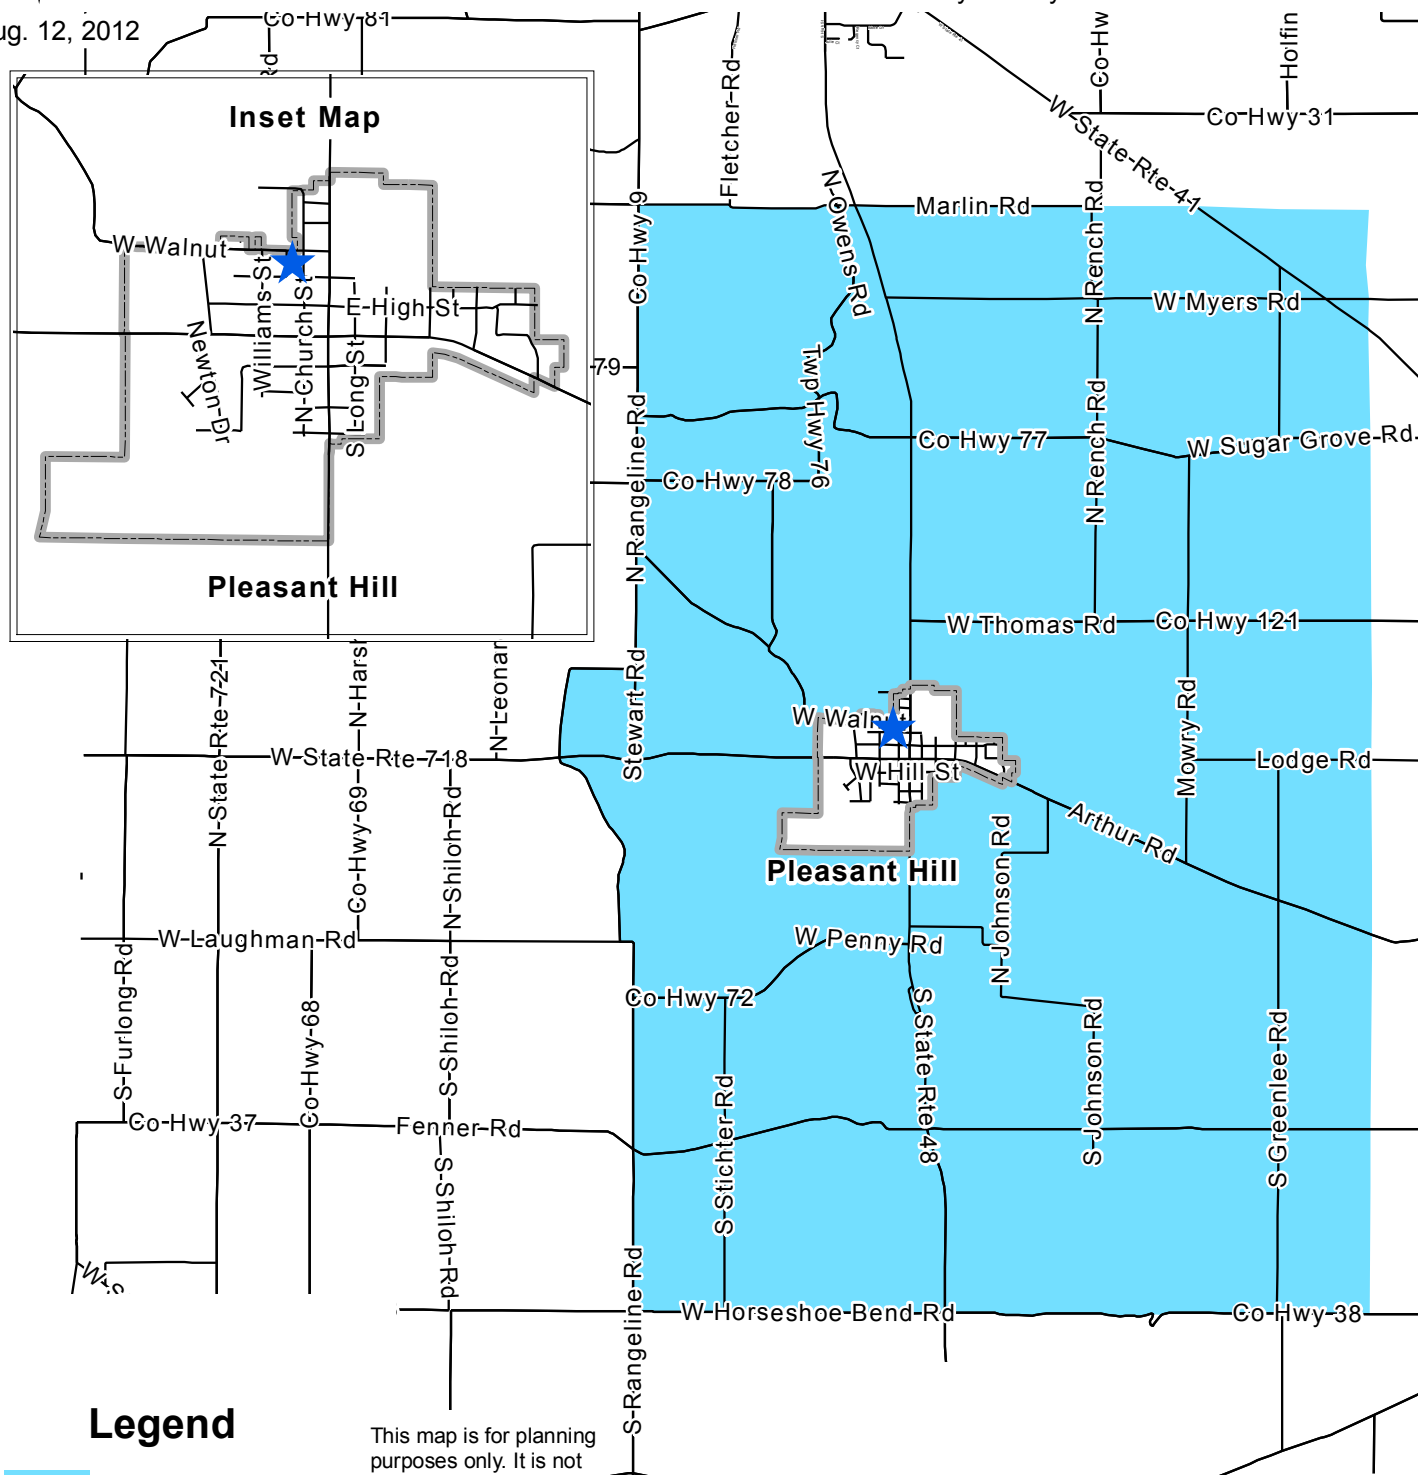 Co Hwy 81
ug. 12, 2012
Rd
Inset Map
W Walnut
Williams St
N Church St
E High St
S Long St
Newton Dr
Pleasant Hill
Fletcher Rd
Co Hwy 9
Marlin Rd
N Owens Rd
Co Hw
Holfin
Co Hwy 31
W State Rte 41
N Rench Rd
W Myers Rd
79
Twp Hwy 76
N Rangeline Rd
Co Hwy 77
N Rench Rd
W Sugar Grove Rd
Co Hwy 78
W Thomas Rd
Co Hwy 121
N State Rte 721
N Harsh
N Leonar
Stewart Rd
W Walnut
Mowry Rd
W State Rte 718
W Hill St
Lodge Rd
Co Hwy 69
N Shiloh Rd
Arthur Rd
Pleasant Hill
N Johnson Rd
W Laughman Rd
W Penny Rd
S Furlong Rd
Co Hwy 68
S Shiloh Rd
Co Hwy 72
S State Rte 48
S Johnson Rd
S Greenlee Rd
Co Hwy 37
Fenner Rd
S Stichter Rd
S Shiloh Rd
W S
S Rangeline Rd
W Horseshoe Bend Rd
Co Hwy 38
Legend
This map is for planning
purposes only. It is not